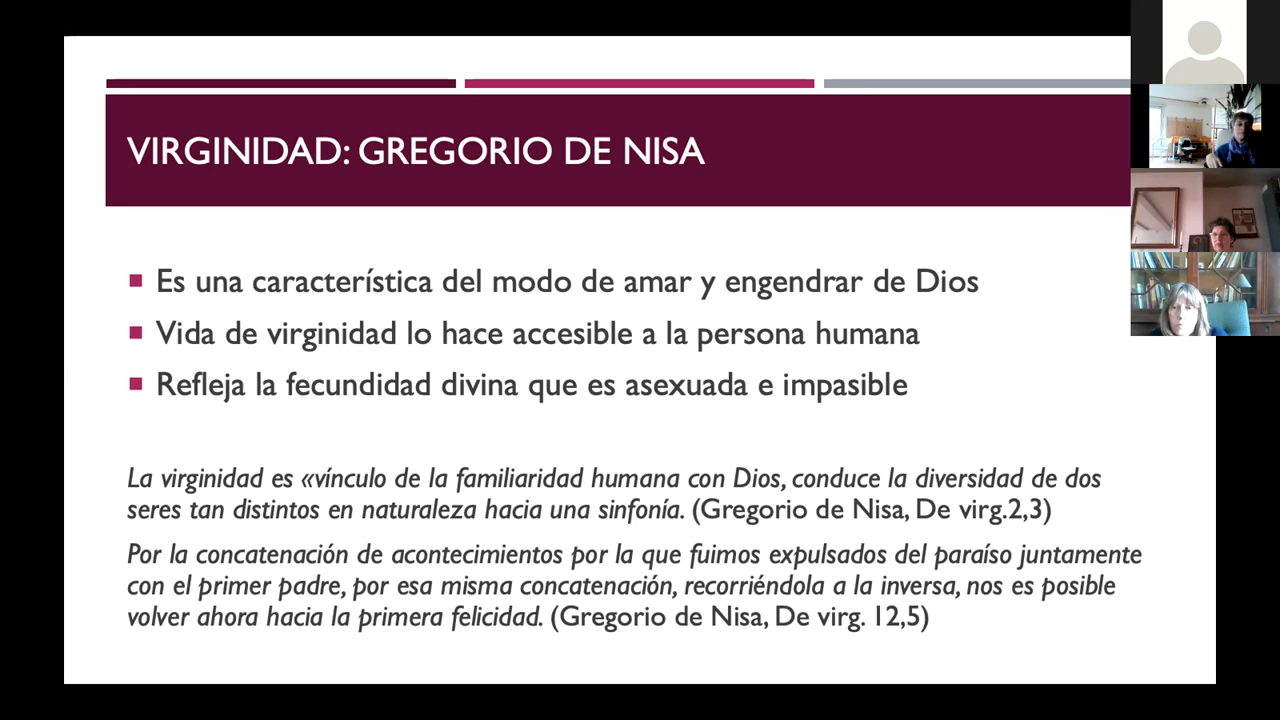 VIRGINIDAD: GREGORIO DE NISA
Es una característica del modo de amar y engendrar de Dios
Vida de virginidad lo hace accesible a la persona humana
Refleja la fecundidad divina que es asexuada e impasible
La virginidad es «vínculo de la familiaridad humana con Dios, conduce la diversidad de dos
seres tan distintos en naturaleza hacia una sinfonía. (Gregorio de Nisa, De virg.2,3)
Por la concatenación de acontecimientos por la que fuimos expulsados del paraíso juntamente
con el primer padre, por esa misma concatenación, recorriéndola a la inversa, nos es posible
volver ahora hacia la primera felicidad. (Gregorio de Nisa, De virg. 12,5)